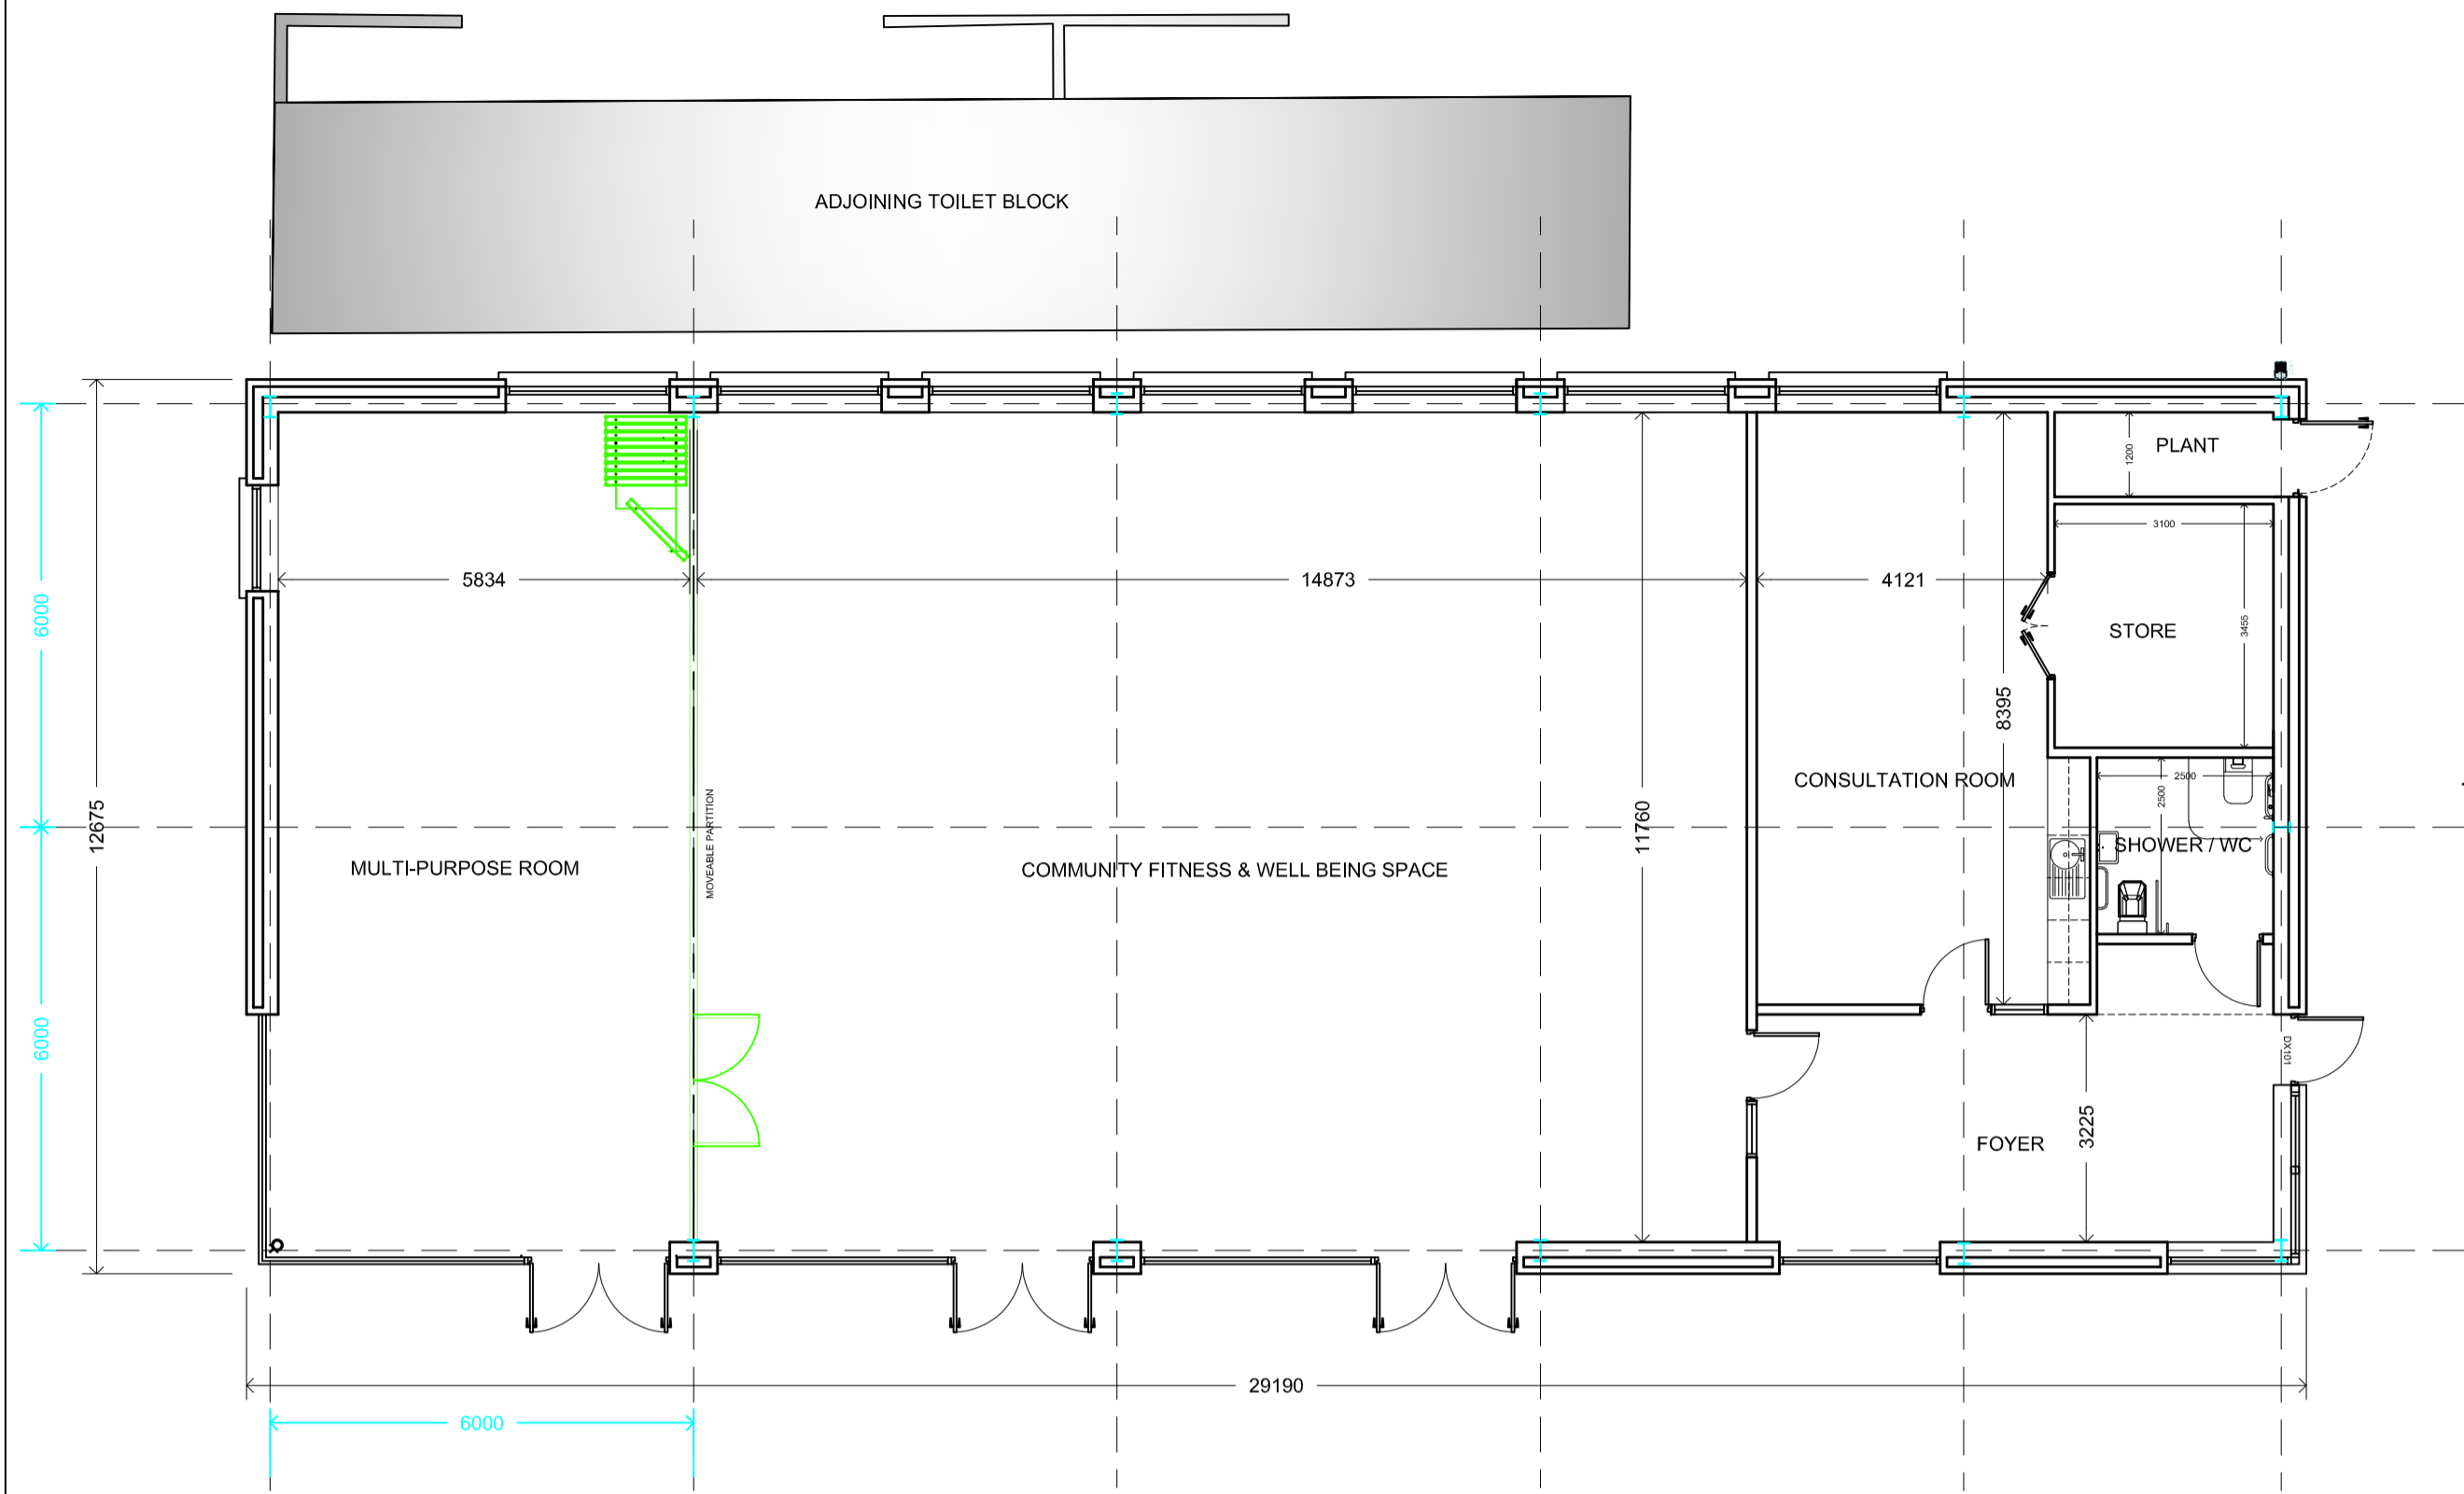 ADJOINING TOILET BLOCK
PLANT
1200
3100
5834
14873
4121
6000
STORE
3455
8395
CONSULTATION ROOM
2500
2500
12675
MOVEABLE PARTITION
11760
SHOWER / WC
MULTI-PURPOSE ROOM
COMMUNITY FITNESS & WELL BEING SPACE
6000
DX101
3225
FOYER
29190
6000